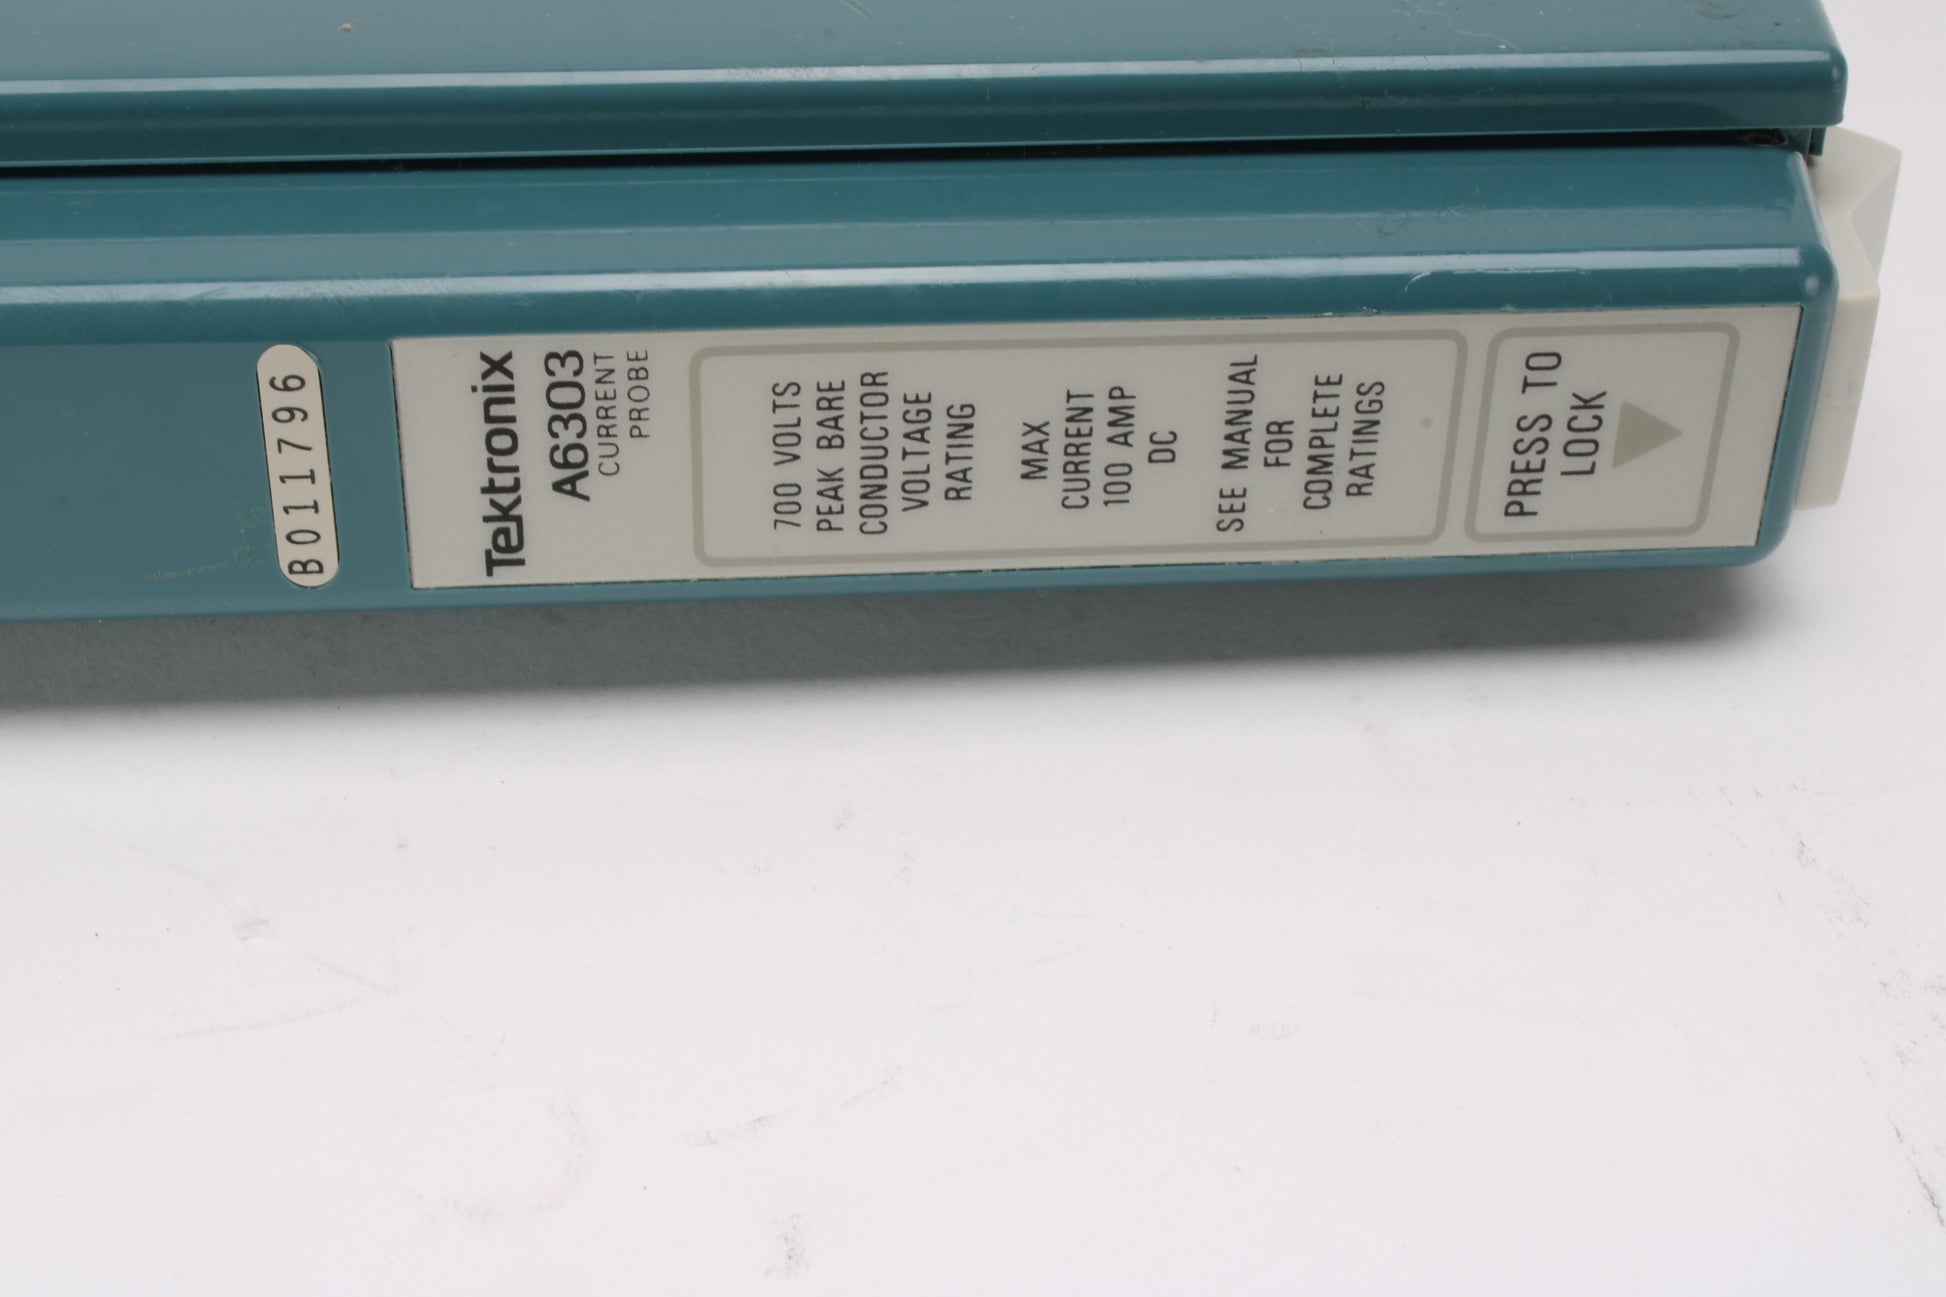 B011796
Tektronix
A6303
CURRENT
PROBE
700 VOLTS
PEAK BARE
CONDUCTOR
VOLTAGE
RATING
MAX
CURRENT
100 AMP
DC
SEE MANUAL
FOR
COMPLETE
RATINGS
PRESS TO
LOCK